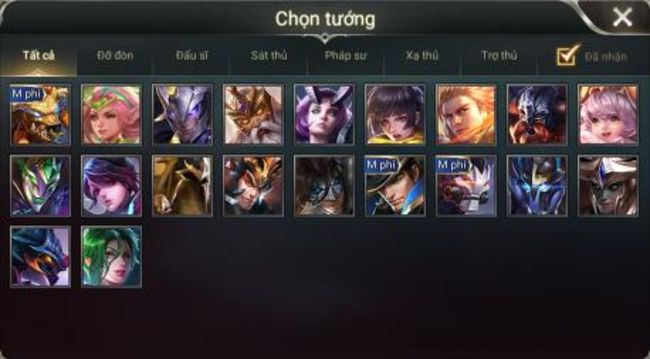 Chọn tướng
Tất cả Đỡ đòn Đấu sĩ Sát thủ Pháp sư Xạ thủ Trợ thủ Đã nhận
M phí
M phí M phí